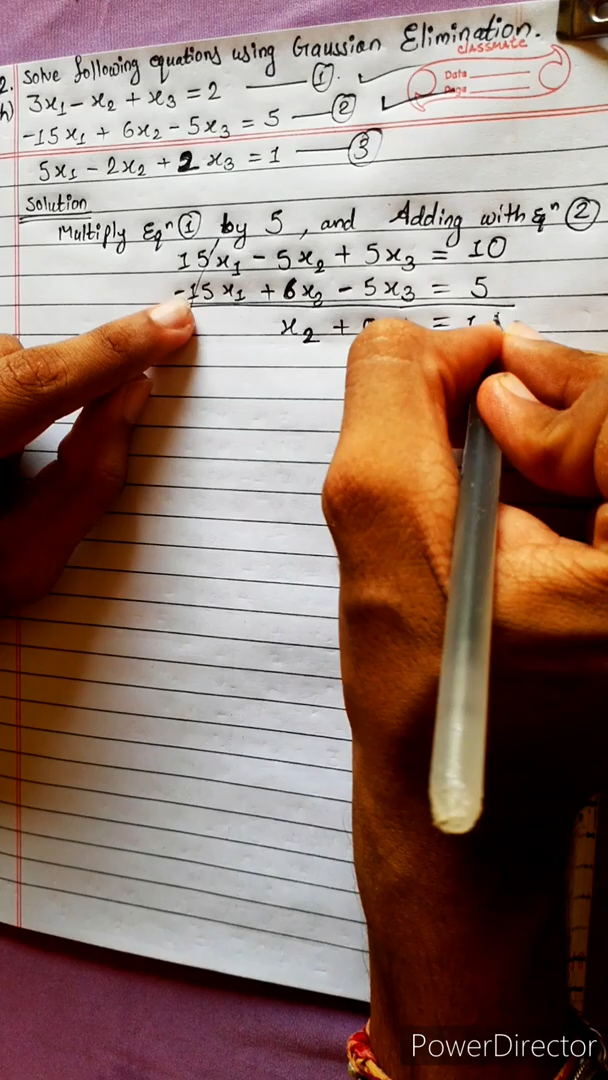 2. Solve following equations using Gaussian Elimination.
h) 3x₁ - x₂ + x₃ = 2 —— ①
-15x₁ + 6x₂ - 5x₃ = 5 — ②
5x₁ - 2x₂ + 2x₃ = 1 —— ③
CLASSMATE
Date
Page
Solution
Multiply Eqⁿ ① by 5, and Adding with Eqⁿ ②
15x₁ - 5x₂ + 5x₃ = 10
-15x₁ + 6x₂ - 5x₃ = 5
x₂ + =
PowerDirector